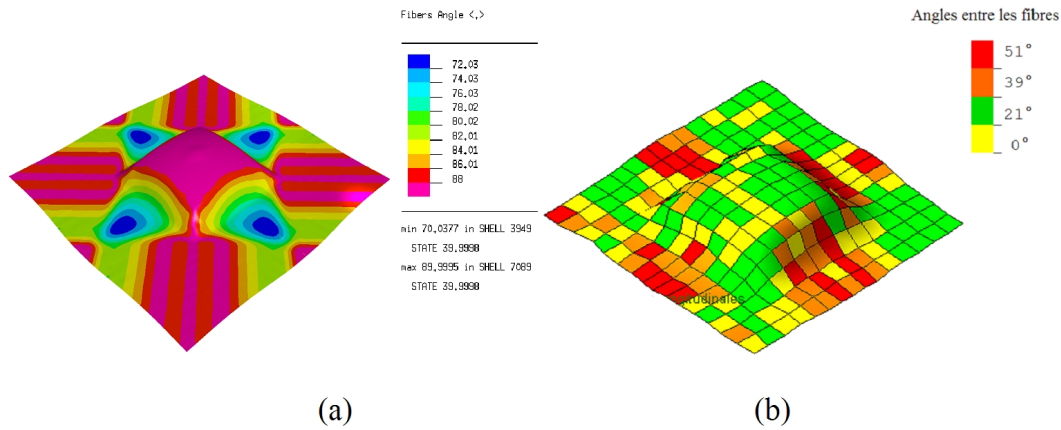 Fibers Angle <,>
72.03
74.03
76.03
78.02
80.02
82.01
84.01
86.01
88
min 70,0377 in SHELL 3949
STATE 39.9998
max 89,9995 in SHELL 7089
STATE 39.9998
Angles entre les fibres
51°
39°
21°
0°
(a)
(b)